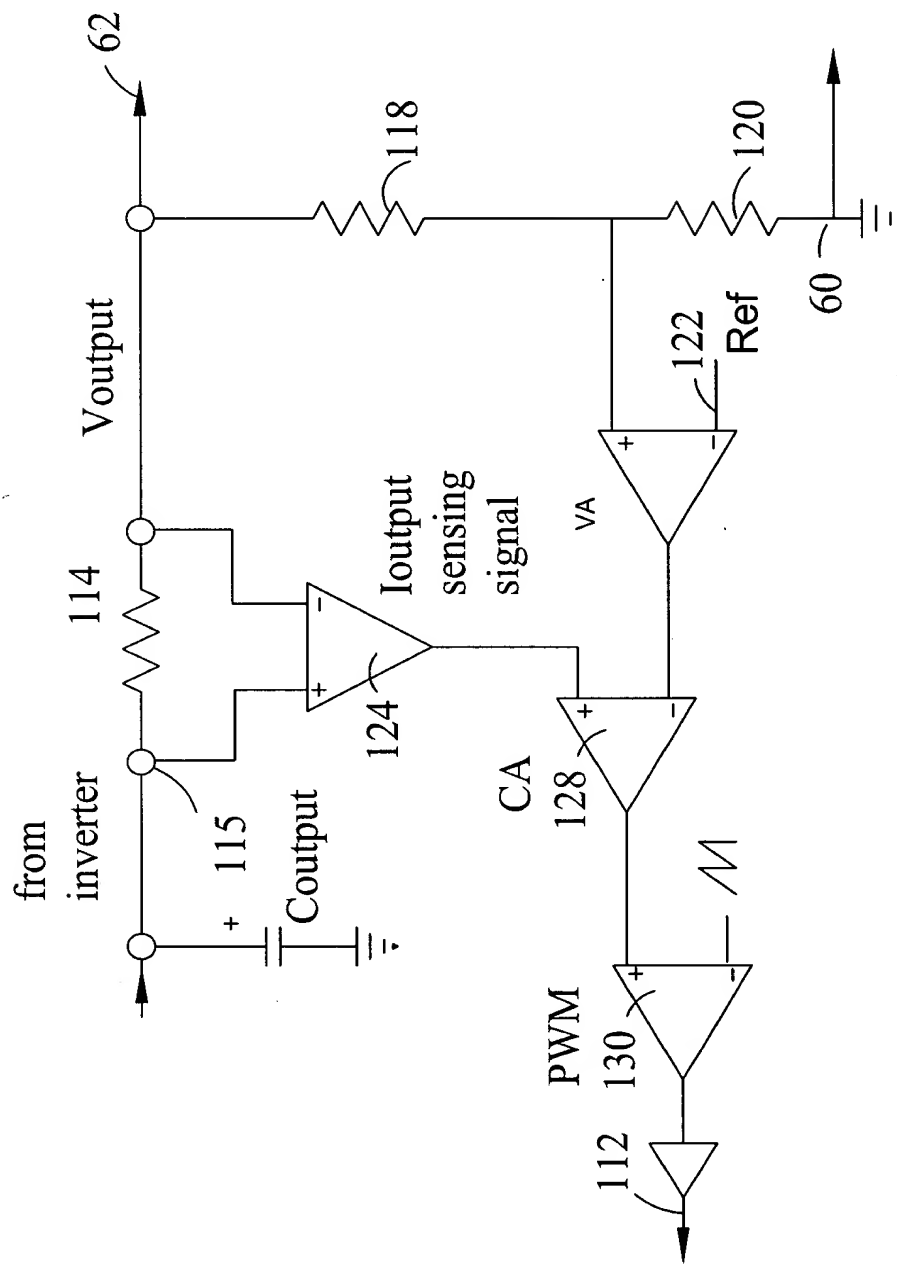 from
inverter
114
Voutput
62
115
+
Coutput
+
-
124
Ioutput
sensing
signal
118
120
60
122
Ref
VA
+
-
CA
128
+
-
PWM
130
+
-
112